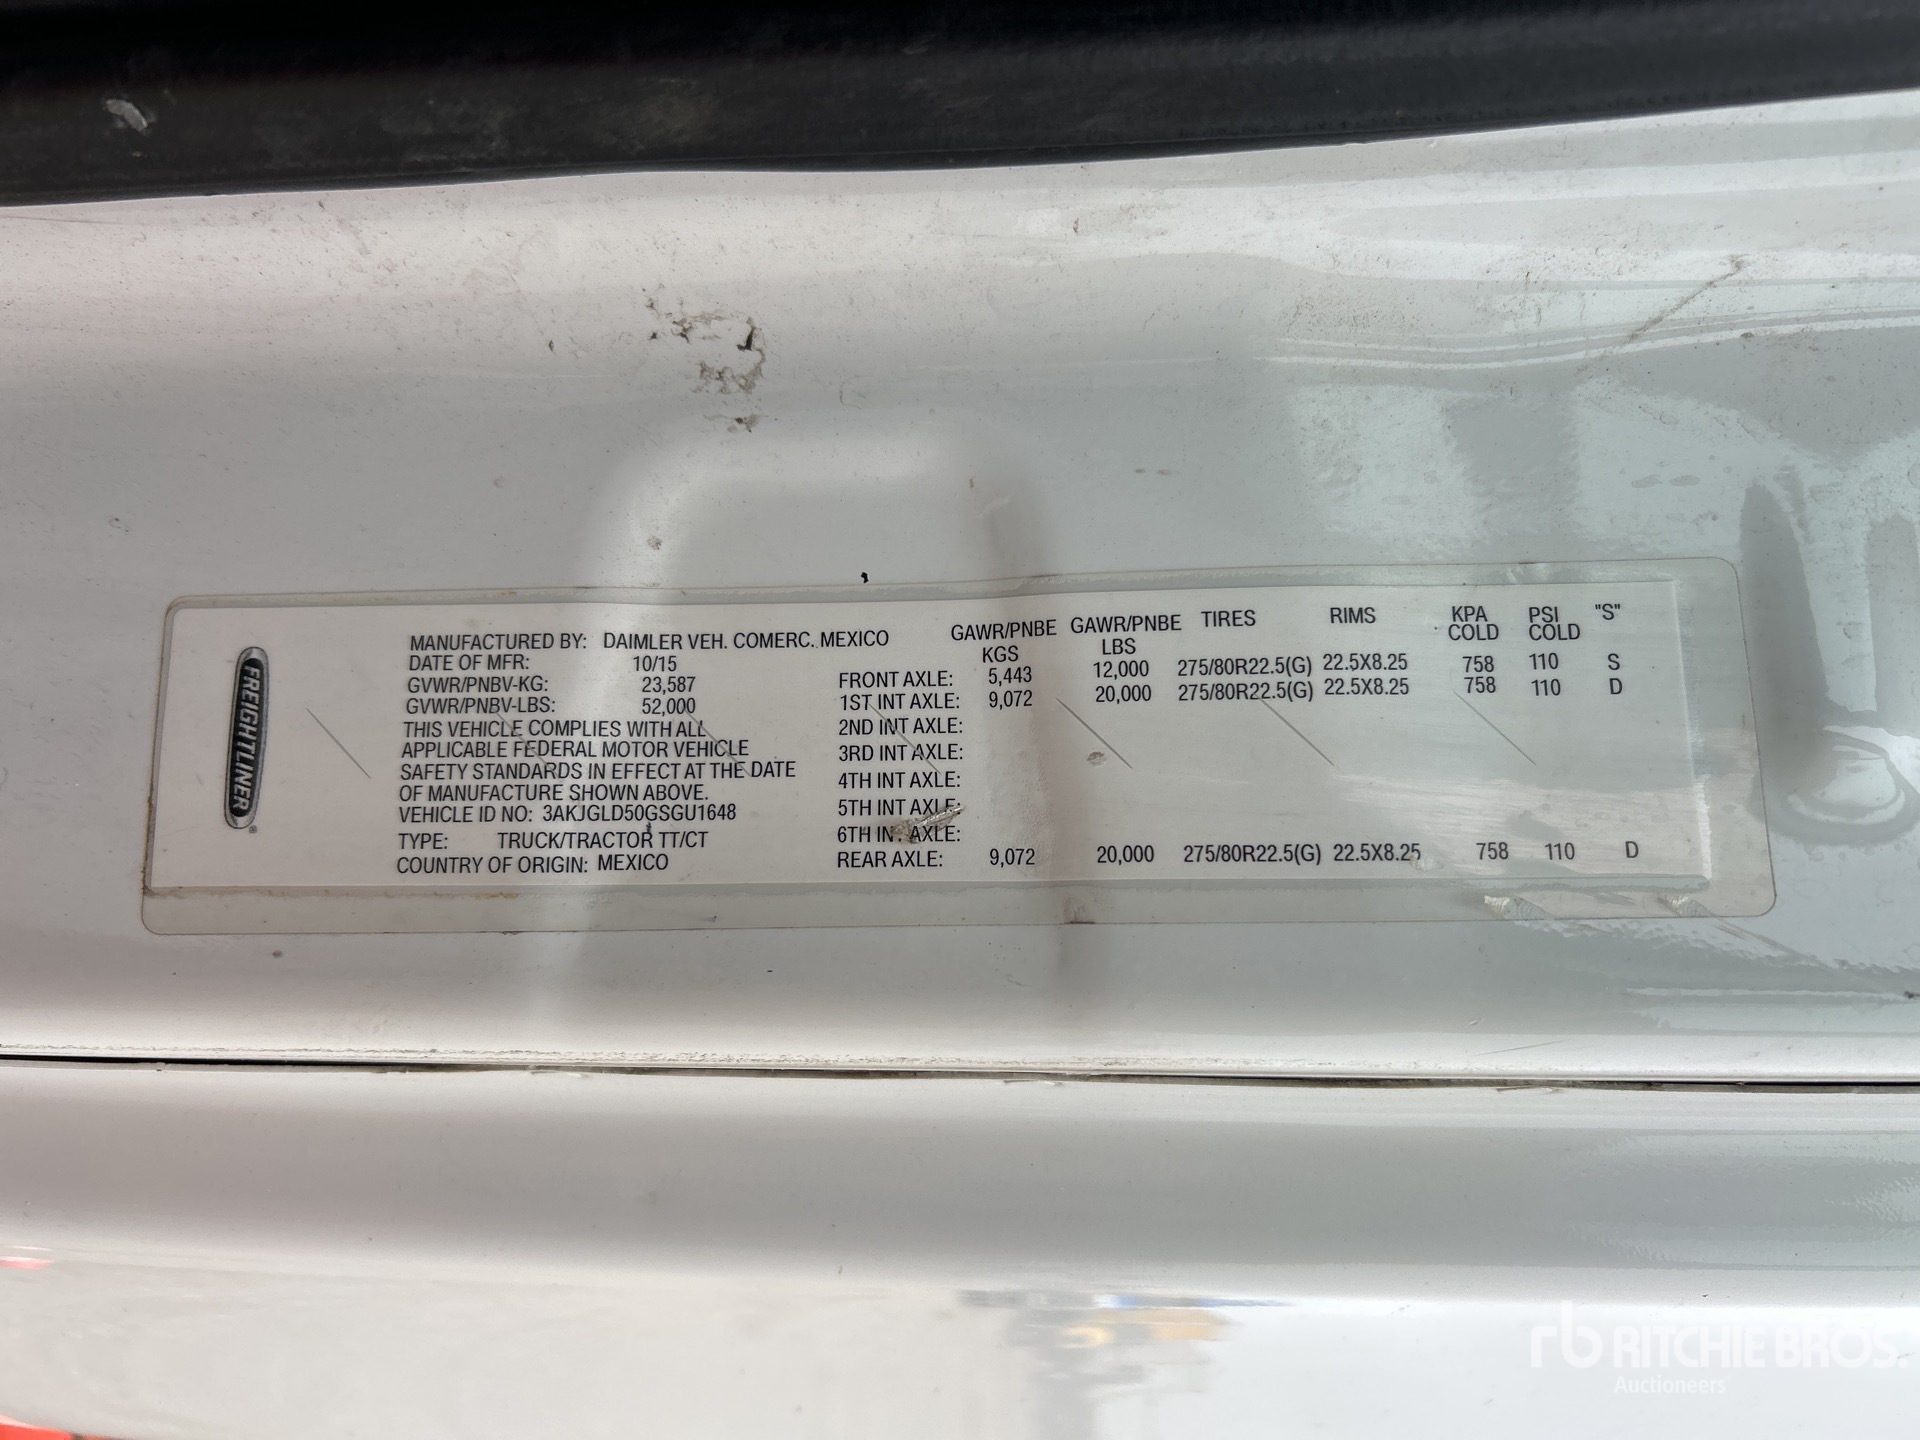 FREIGHTLINER
MANUFACTURED BY: DAIMLER VEH. COMERC. MEXICO
DATE OF MFR: 10/15
GVWR/PNBV-KG: 23,587
GVWR/PNBV-LBS: 52,000
THIS VEHICLE COMPLIES WITH ALL
APPLICABLE FEDERAL MOTOR VEHICLE
SAFETY STANDARDS IN EFFECT AT THE DATE
OF MANUFACTURE SHOWN ABOVE.
VEHICLE ID NO: 3AKJGLD50GSGU1648
TYPE: TRUCK/TRACTOR TT/CT
COUNTRY OF ORIGIN: MEXICO
GAWR/PNBE GAWR/PNBE TIRES RIMS KPA PSI "S"
KGS LBS COLD COLD
FRONT AXLE: 5,443 12,000 275/80R22.5(G) 22.5X8.25 758 110 S
1ST INT AXLE: 9,072 20,000 275/80R22.5(G) 22.5X8.25 758 110 D
2ND INT AXLE:
3RD INT AXLE:
4TH INT AXLE:
5TH INT AXLE:
6TH INT AXLE:
REAR AXLE: 9,072 20,000 275/80R22.5(G) 22.5X8.25 758 110 D
rb RITCHIE BROS.
Auctioneers